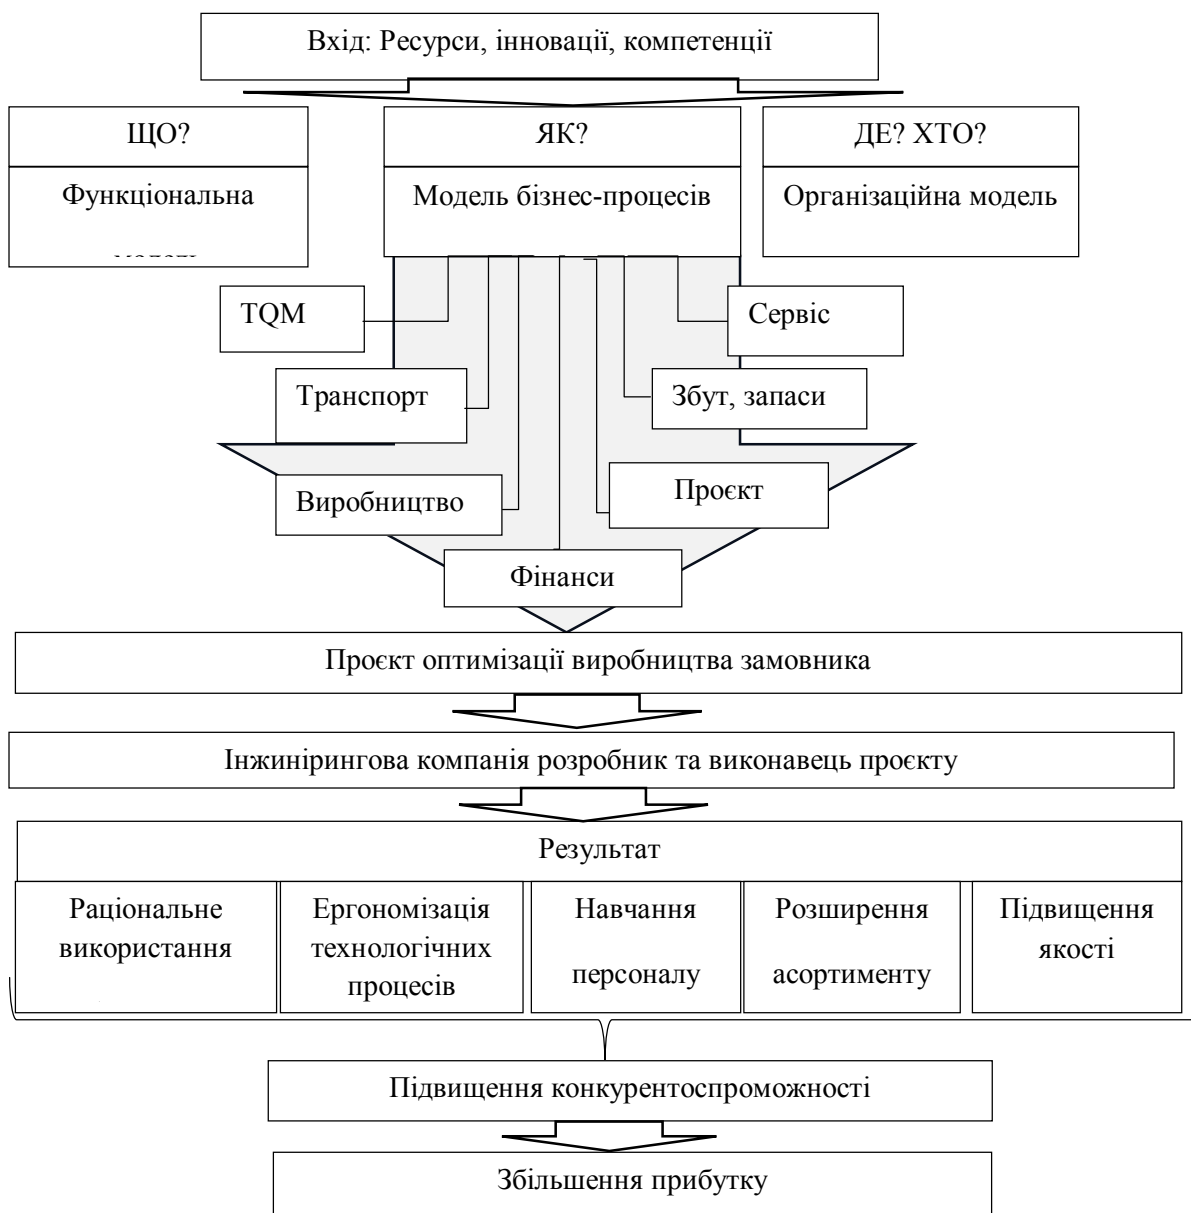 Вхід: Ресурси, інновації, компетенції
ЩО?
ЯК?
ДЕ? ХТО?
Функціональна
Модель бізнес-процесів
Організаційна модель
TQM
Сервіс
Транспорт
Збут, запаси
Виробництво
Проєкт
Фінанси
Проєкт оптимізації виробництва замовника
Інжинірингова компанія розробник та виконавець проєкту
Результат
Раціональне
використання
Ергономізація
технологічних
процесів
Навчання
персоналу
Розширення
асортименту
Підвищення
якості
Підвищення конкурентоспроможності
Збільшення прибутку